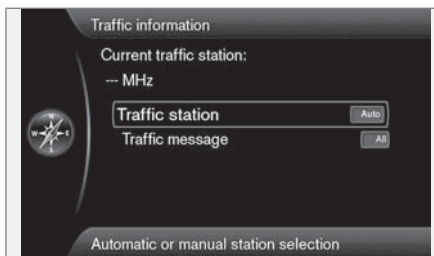 Traffic information
Current traffic station:
--- MHz
Traffic station Auto
Traffic message All
Automatic or manual station selection